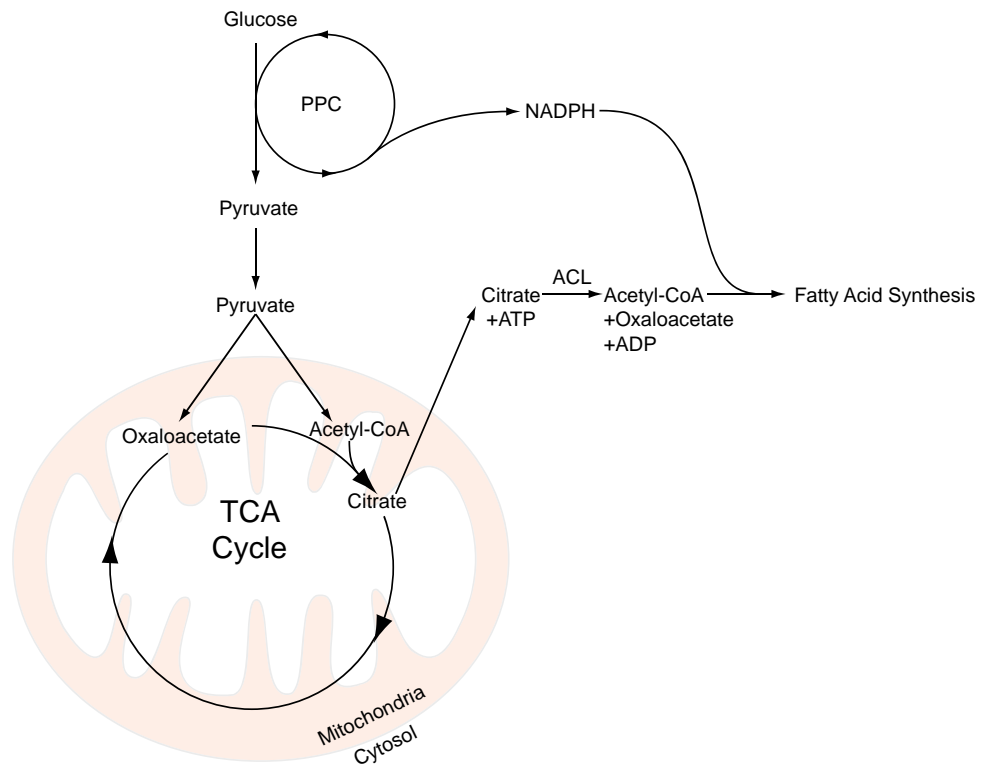 Glucose
PPC
NADPH
Pyruvate
Pyruvate
ACL
Citrate
+ATP
Acetyl-CoA
+Oxaloacetate
+ADP
Fatty Acid Synthesis
Oxaloacetate
Acetyl-CoA
Citrate
TCA
Cycle
Mitochondria
Cytosol